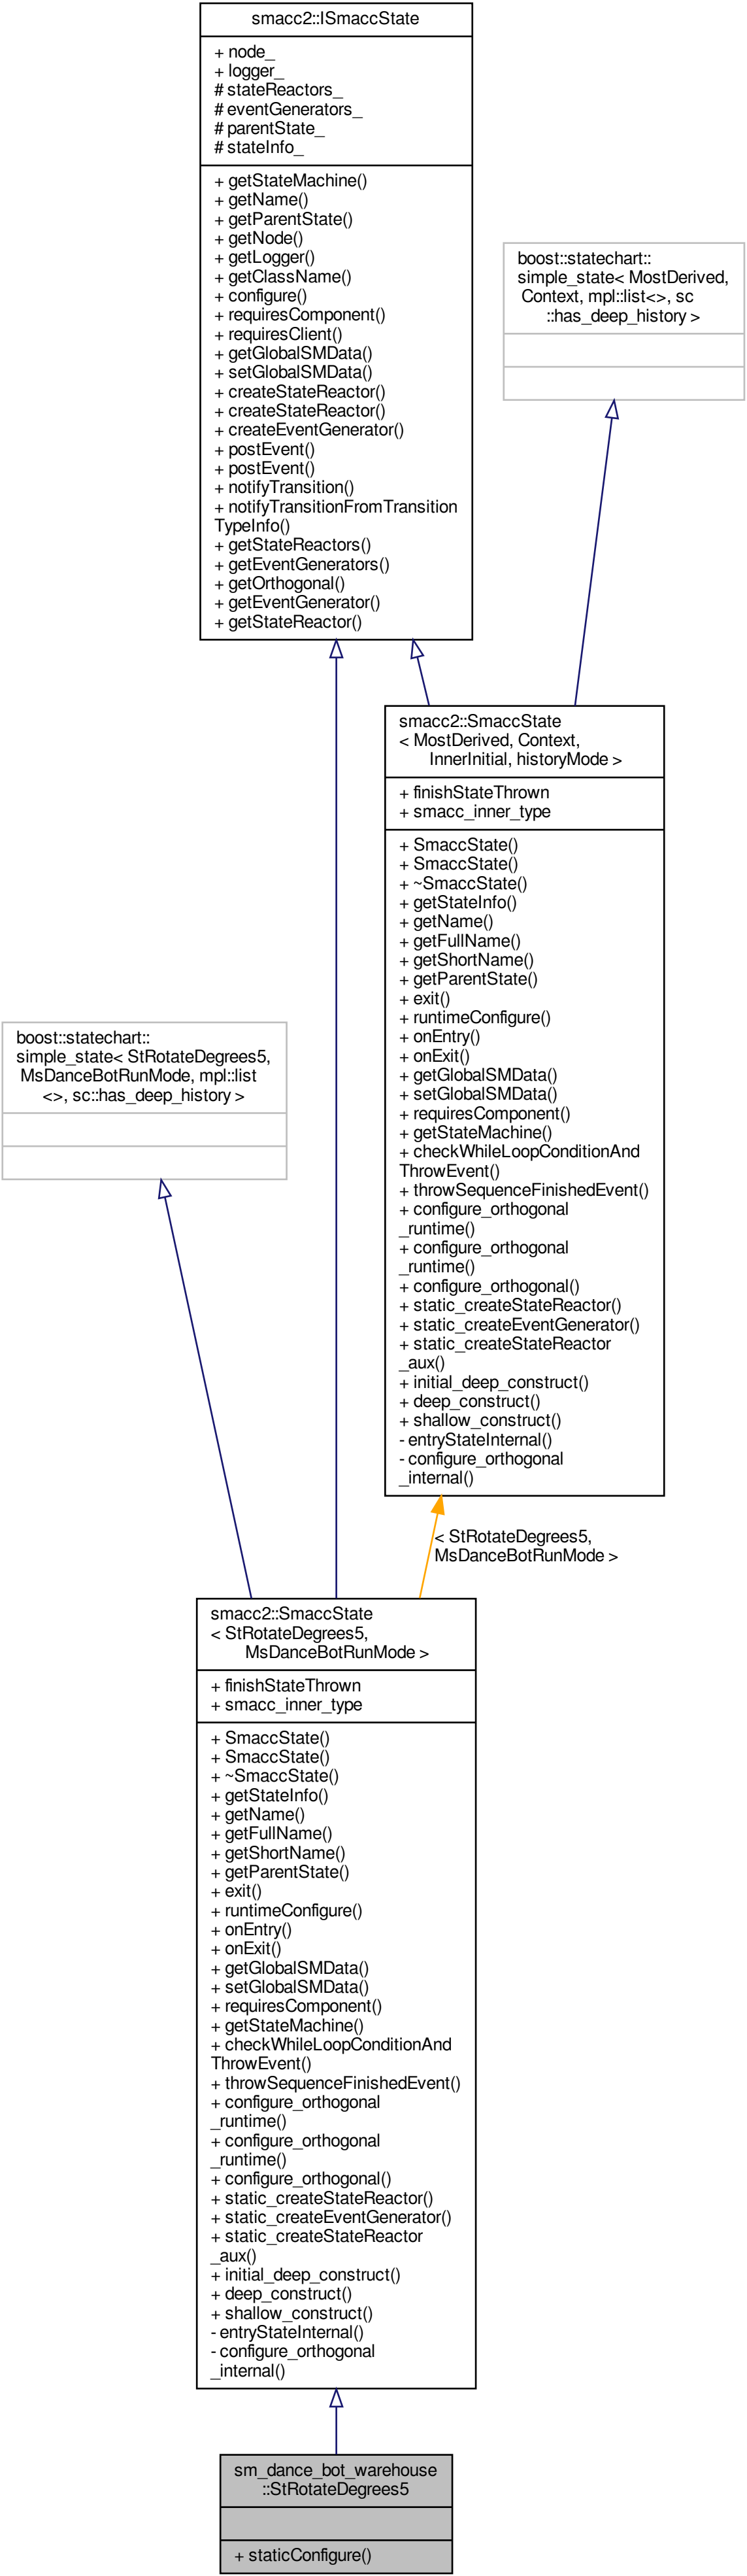 smacc2::ISmaccState
+ node_
+ logger_
# stateReactors_
# eventGenerators_
# parentState_
# stateInfo_
+ getStateMachine()
+ getName()
+ getParentState()
+ getNode()
+ getLogger()
+ getClassName()
+ configure()
+ requiresComponent()
+ requiresClient()
+ getGlobalSMData()
+ setGlobalSMData()
+ createStateReactor()
+ createStateReactor()
+ createEventGenerator()
+ postEvent()
+ postEvent()
+ notifyTransition()
+ notifyTransitionFromTransition
TypeInfo()
+ getStateReactors()
+ getEventGenerators()
+ getOrthogonal()
+ getEventGenerator()
+ getStateReactor()
boost::statechart::
simple_state< MostDerived,
Context, mpl::list<>, sc
::has_deep_history >
smacc2::SmaccState
< MostDerived, Context,
InnerInitial, historyMode >
+ finishStateThrown
+ smacc_inner_type
+ SmaccState()
+ SmaccState()
+ ~SmaccState()
+ getStateInfo()
+ getName()
+ getFullName()
+ getShortName()
+ getParentState()
+ exit()
+ runtimeConfigure()
+ onEntry()
+ onExit()
+ getGlobalSMData()
+ setGlobalSMData()
+ requiresComponent()
+ getStateMachine()
+ checkWhileLoopConditionAnd
ThrowEvent()
+ throwSequenceFinishedEvent()
+ configure_orthogonal
_runtime()
+ configure_orthogonal
_runtime()
+ configure_orthogonal()
+ static_createStateReactor()
+ static_createEventGenerator()
+ static_createStateReactor
_aux()
+ initial_deep_construct()
+ deep_construct()
+ shallow_construct()
- entryStateInternal()
- configure_orthogonal
_internal()
boost::statechart::
simple_state< StRotateDegrees5,
MsDanceBotRunMode, mpl::list
<>, sc::has_deep_history >
< StRotateDegrees5,
MsDanceBotRunMode >
smacc2::SmaccState
< StRotateDegrees5,
MsDanceBotRunMode >
+ finishStateThrown
+ smacc_inner_type
+ SmaccState()
+ SmaccState()
+ ~SmaccState()
+ getStateInfo()
+ getName()
+ getFullName()
+ getShortName()
+ getParentState()
+ exit()
+ runtimeConfigure()
+ onEntry()
+ onExit()
+ getGlobalSMData()
+ setGlobalSMData()
+ requiresComponent()
+ getStateMachine()
+ checkWhileLoopConditionAnd
ThrowEvent()
+ throwSequenceFinishedEvent()
+ configure_orthogonal
_runtime()
+ configure_orthogonal
_runtime()
+ configure_orthogonal()
+ static_createStateReactor()
+ static_createEventGenerator()
+ static_createStateReactor
_aux()
+ initial_deep_construct()
+ deep_construct()
+ shallow_construct()
- entryStateInternal()
- configure_orthogonal
_internal()
sm_dance_bot_warehouse
::StRotateDegrees5
+ staticConfigure()